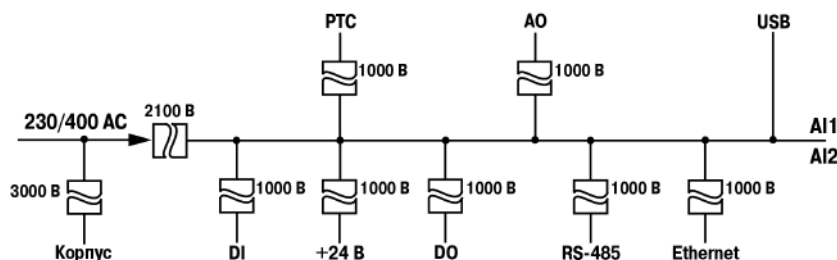 PTC
AO
USB
1000 В
1000 В
2100 В
230/400 AC
AI1
AI2
3000 В
1000 В
1000 В
1000 В
1000 В
1000 В
Корпус
DI
+24 В
DO
RS-485
Ethernet